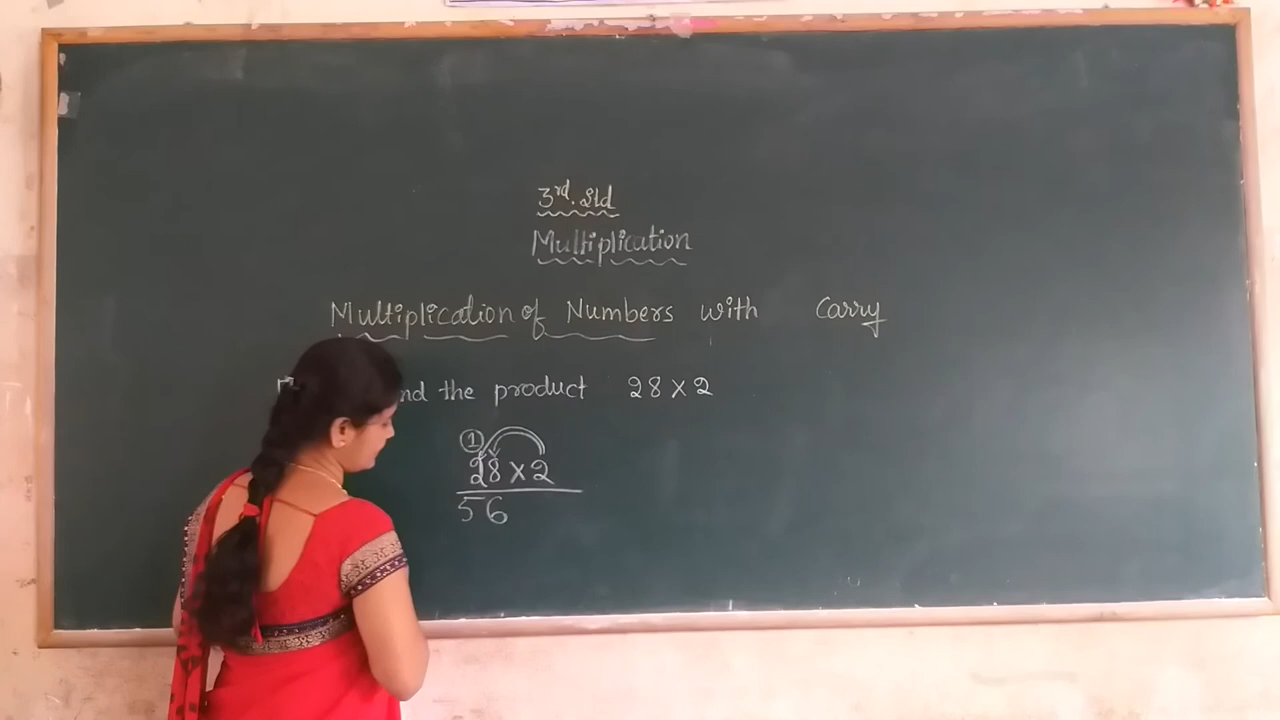 3rd. Std
Multiplication
Multiplication of Numbers with Carry
nd the product 28 × 2
1
28 × 2
56